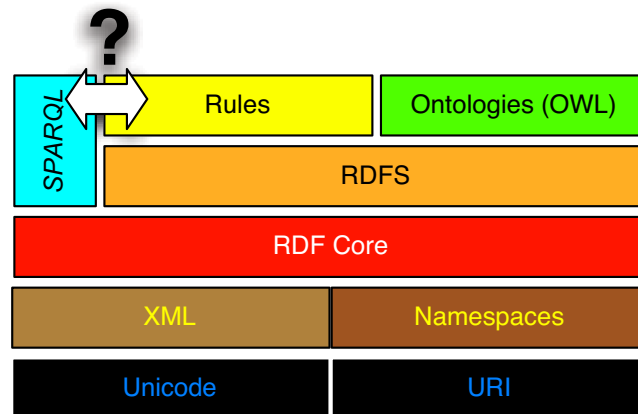 ?
SPARQL
Rules
Ontologies (OWL)
RDFS
RDF Core
XML
Namespaces
Unicode
URI